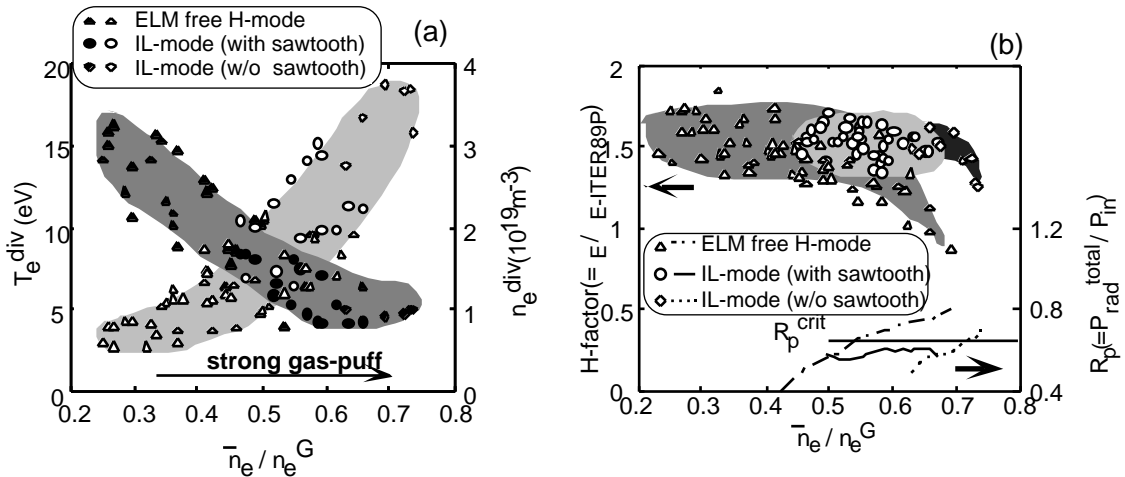 ELM free H-mode
IL-mode (with sawtooth)
IL-mode (w/o sawtooth)
(a)
20
15
10
5
0
T_e^div (eV)
4
3
2
1
0
n_e^div(10^19m^-3)
strong gas-puff
0.2 0.3 0.4 0.5 0.6 0.7 0.8
n̄_e / n_e^G
(b)
2
1.5
1
0.5
0
H-factor(= E / E-ITER89P)
1.2
0.8
0.4
R_p(=P_rad^total / P_in)
ELM free H-mode
IL-mode (with sawtooth)
IL-mode (w/o sawtooth)
R_p^crit
0.2 0.3 0.4 0.5 0.6 0.7 0.8
n̄_e / n_e^G